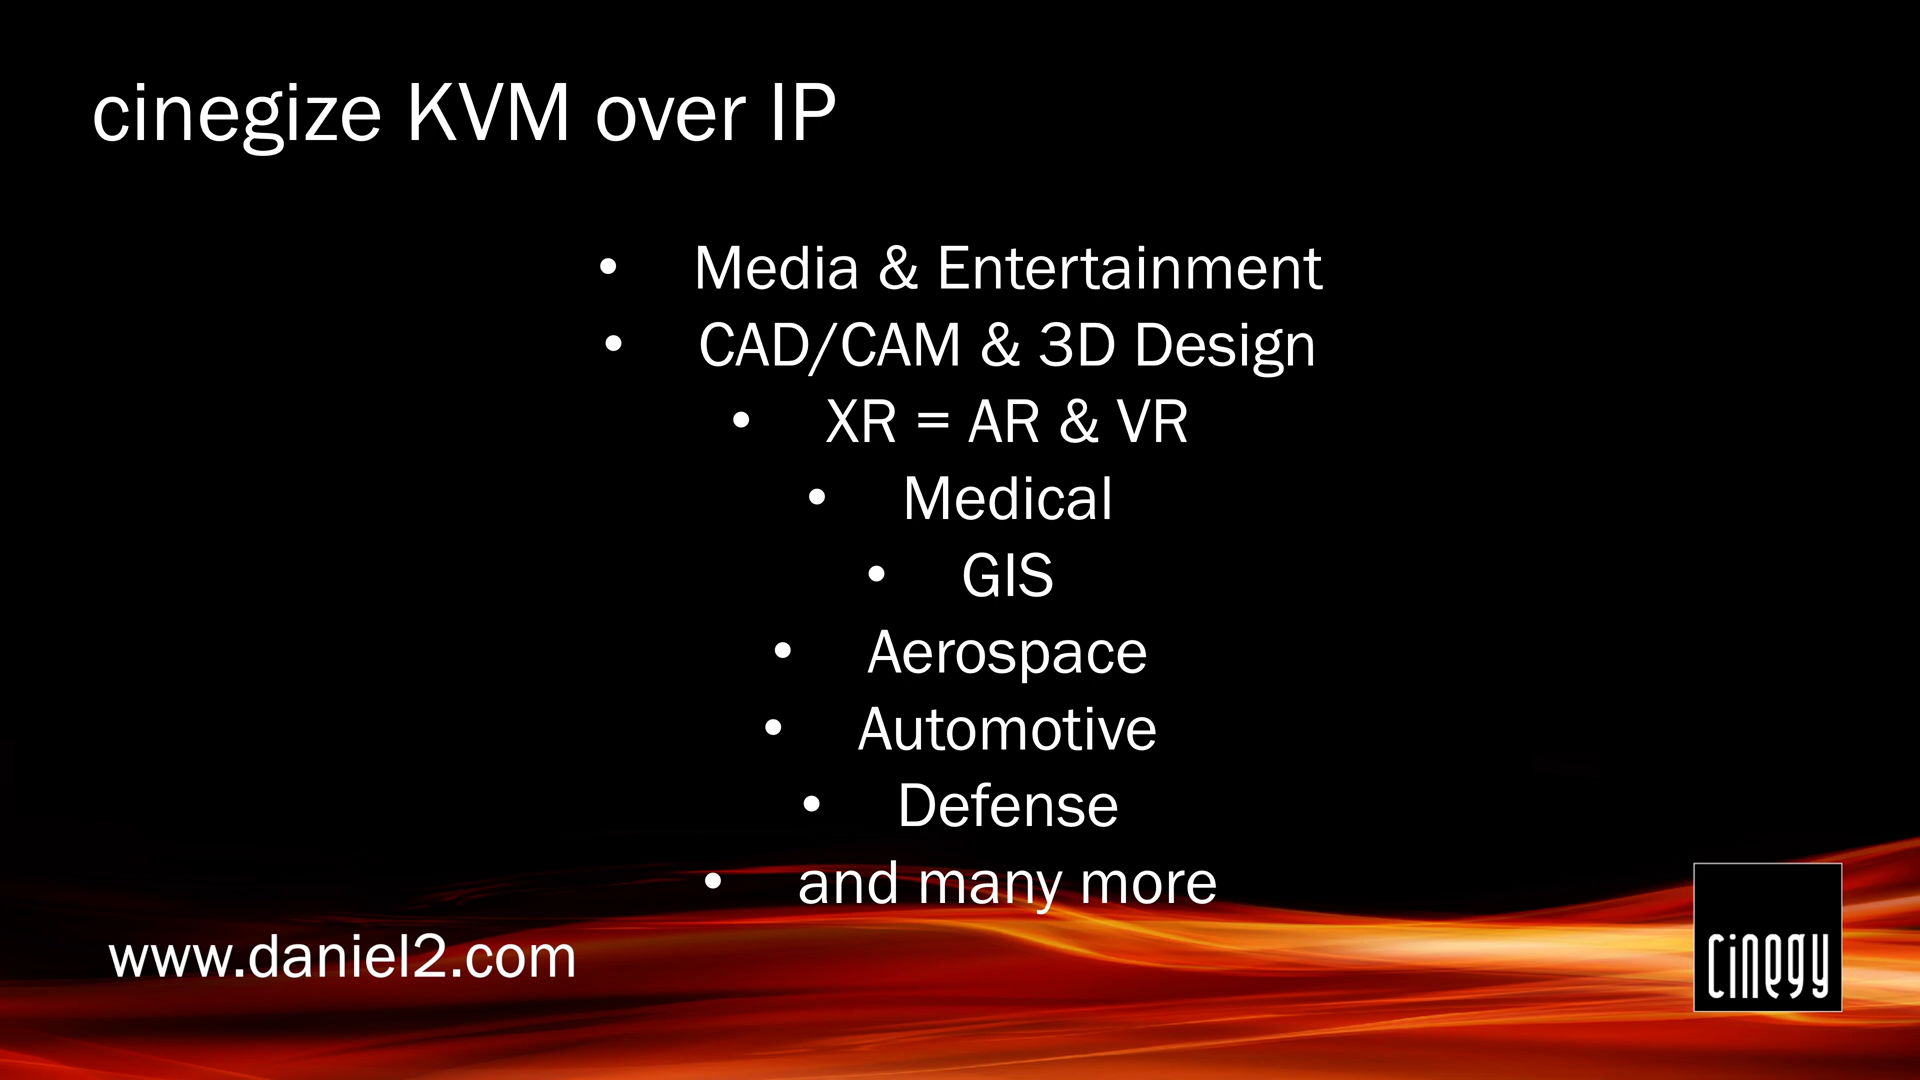 cinegize KVM over IP
• Media & Entertainment
• CAD/CAM & 3D Design
• XR = AR & VR
• Medical
• GIS
• Aerospace
• Automotive
• Defense
• and many more
www.daniel2.com
cinegy